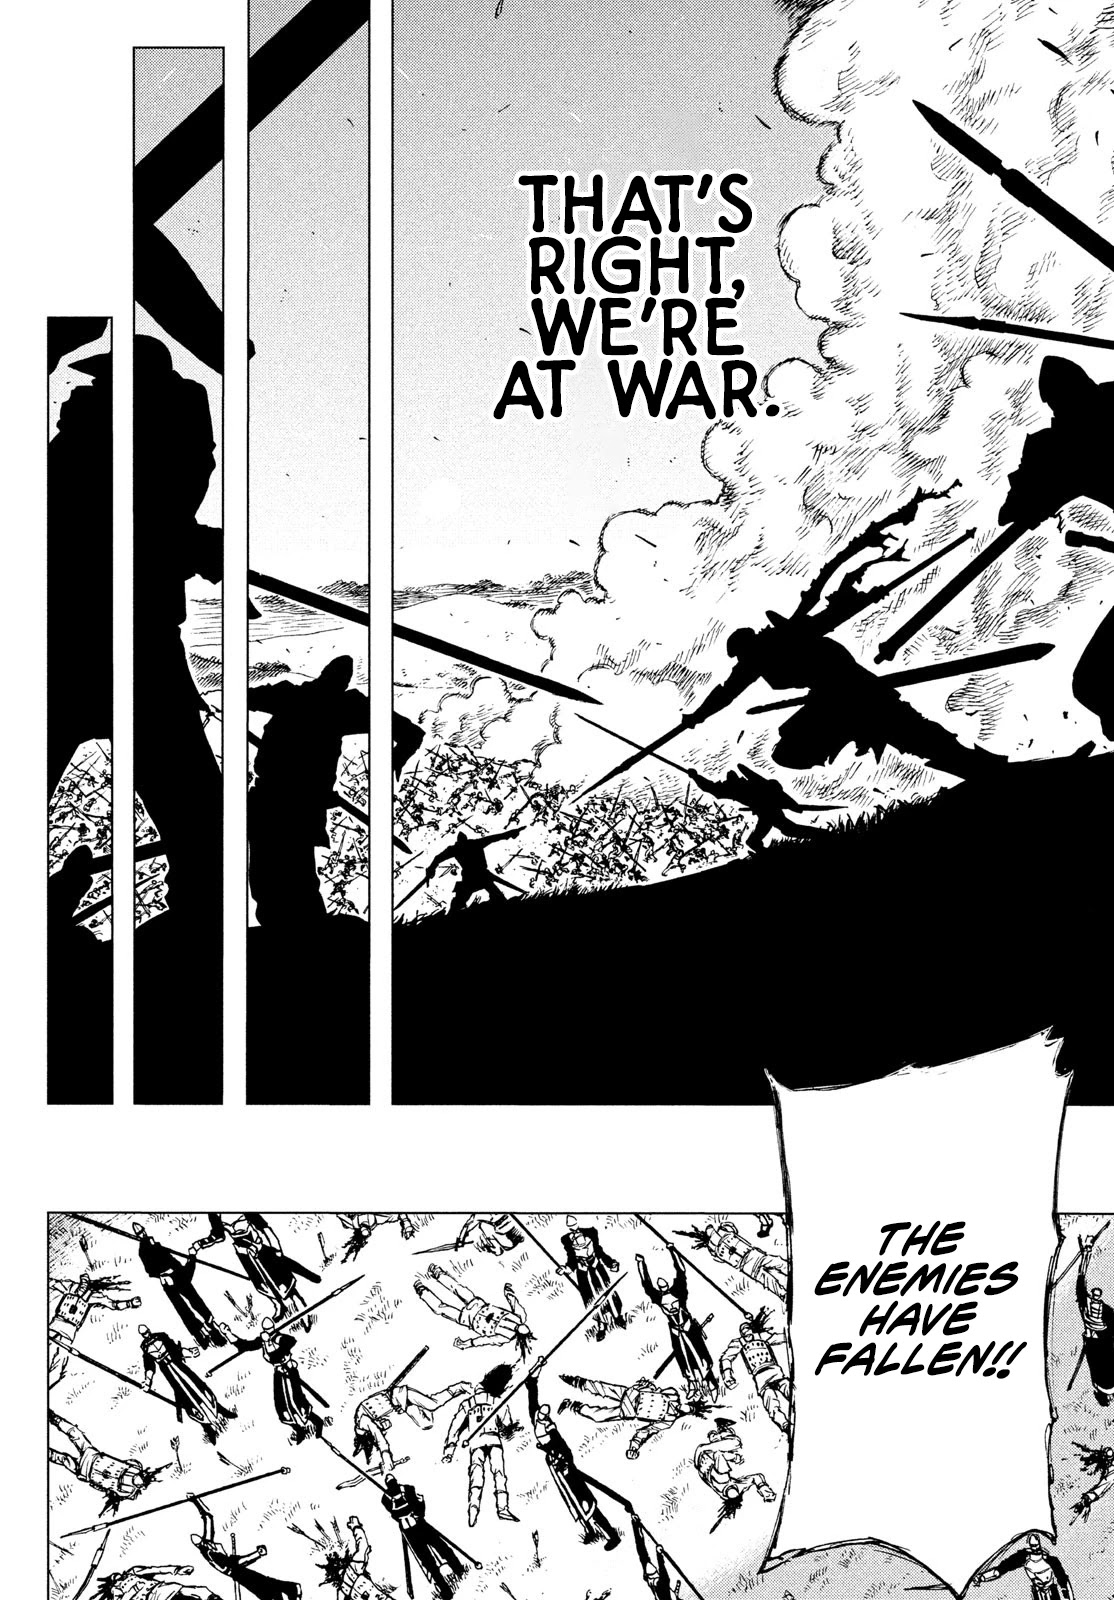 THAT'S
RIGHT,
WE'RE
AT WAR.
THE
ENEMIES
HAVE
FALLEN!!